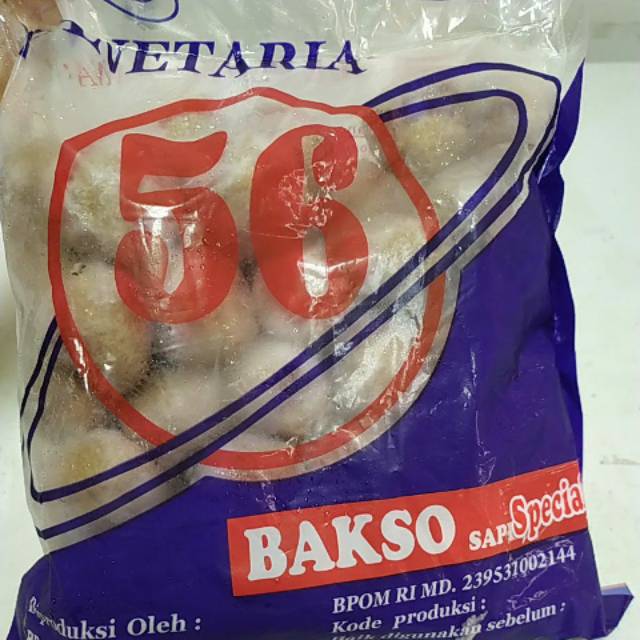 NETARIA
56
BAKSO SAPI Special
BPOM RI MD. 239531002144
Diproduksi Oleh :
Kode produksi :
Baik digunakan sebelum :